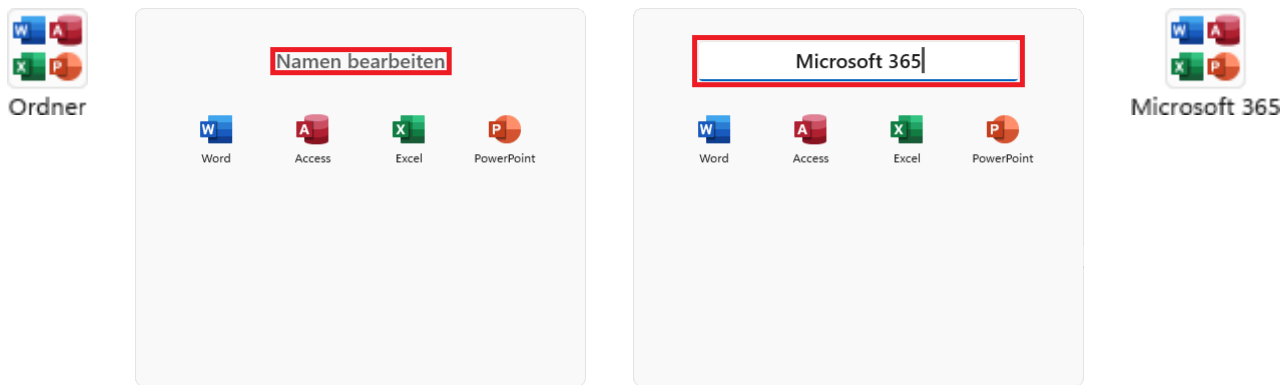 Ordner
Namen bearbeiten
Word Access Excel PowerPoint
Microsoft 365
Word Access Excel PowerPoint
Microsoft 365